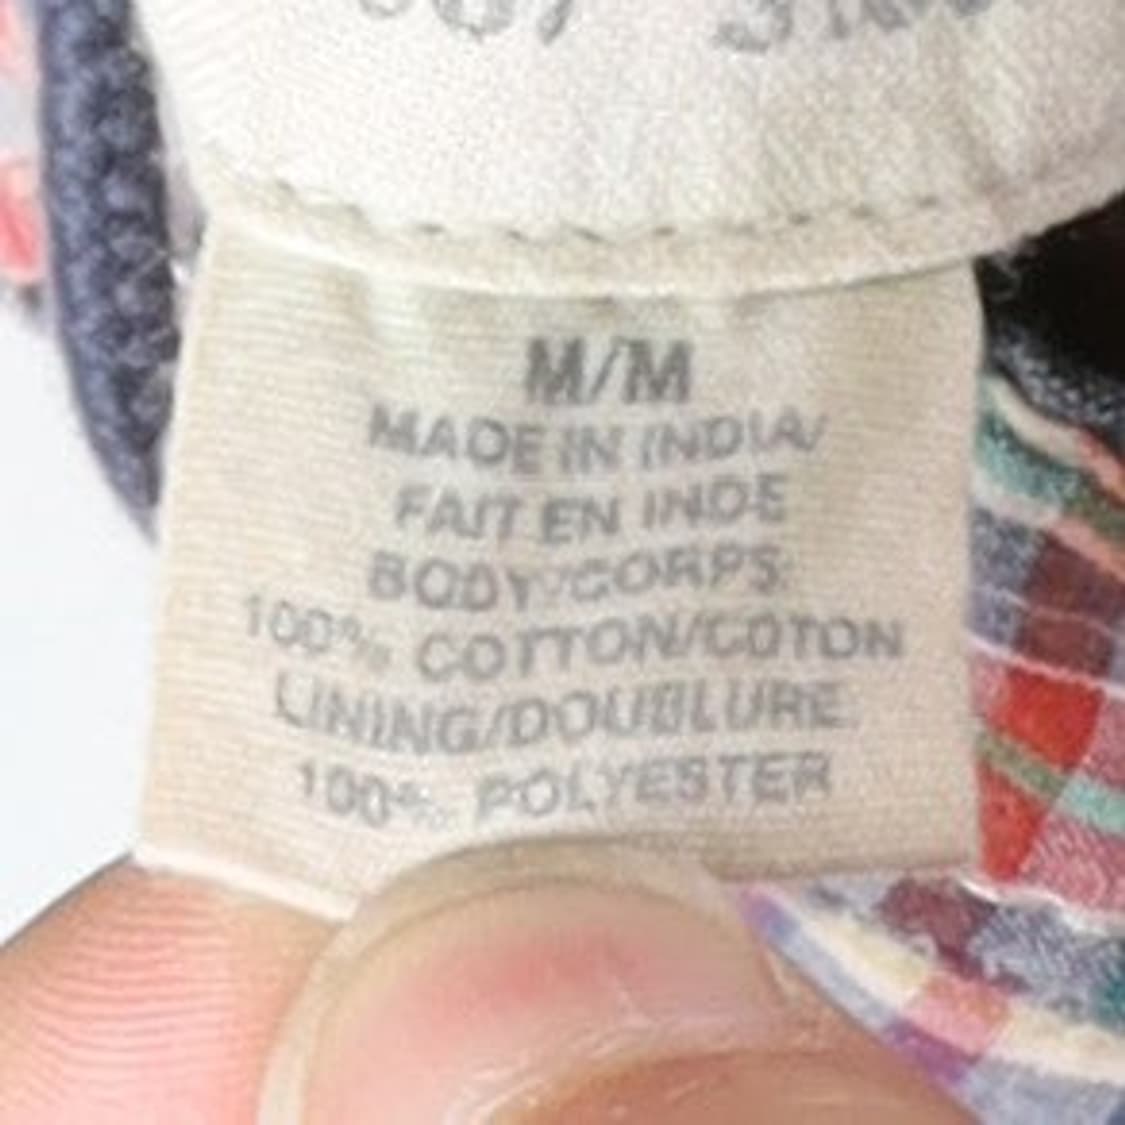 M/M
MADE IN INDIA/
FAIT EN INDE
BODY/CORPS:
100% COTTON/COTON
LINING/DOUBLURE
100% POLYESTER